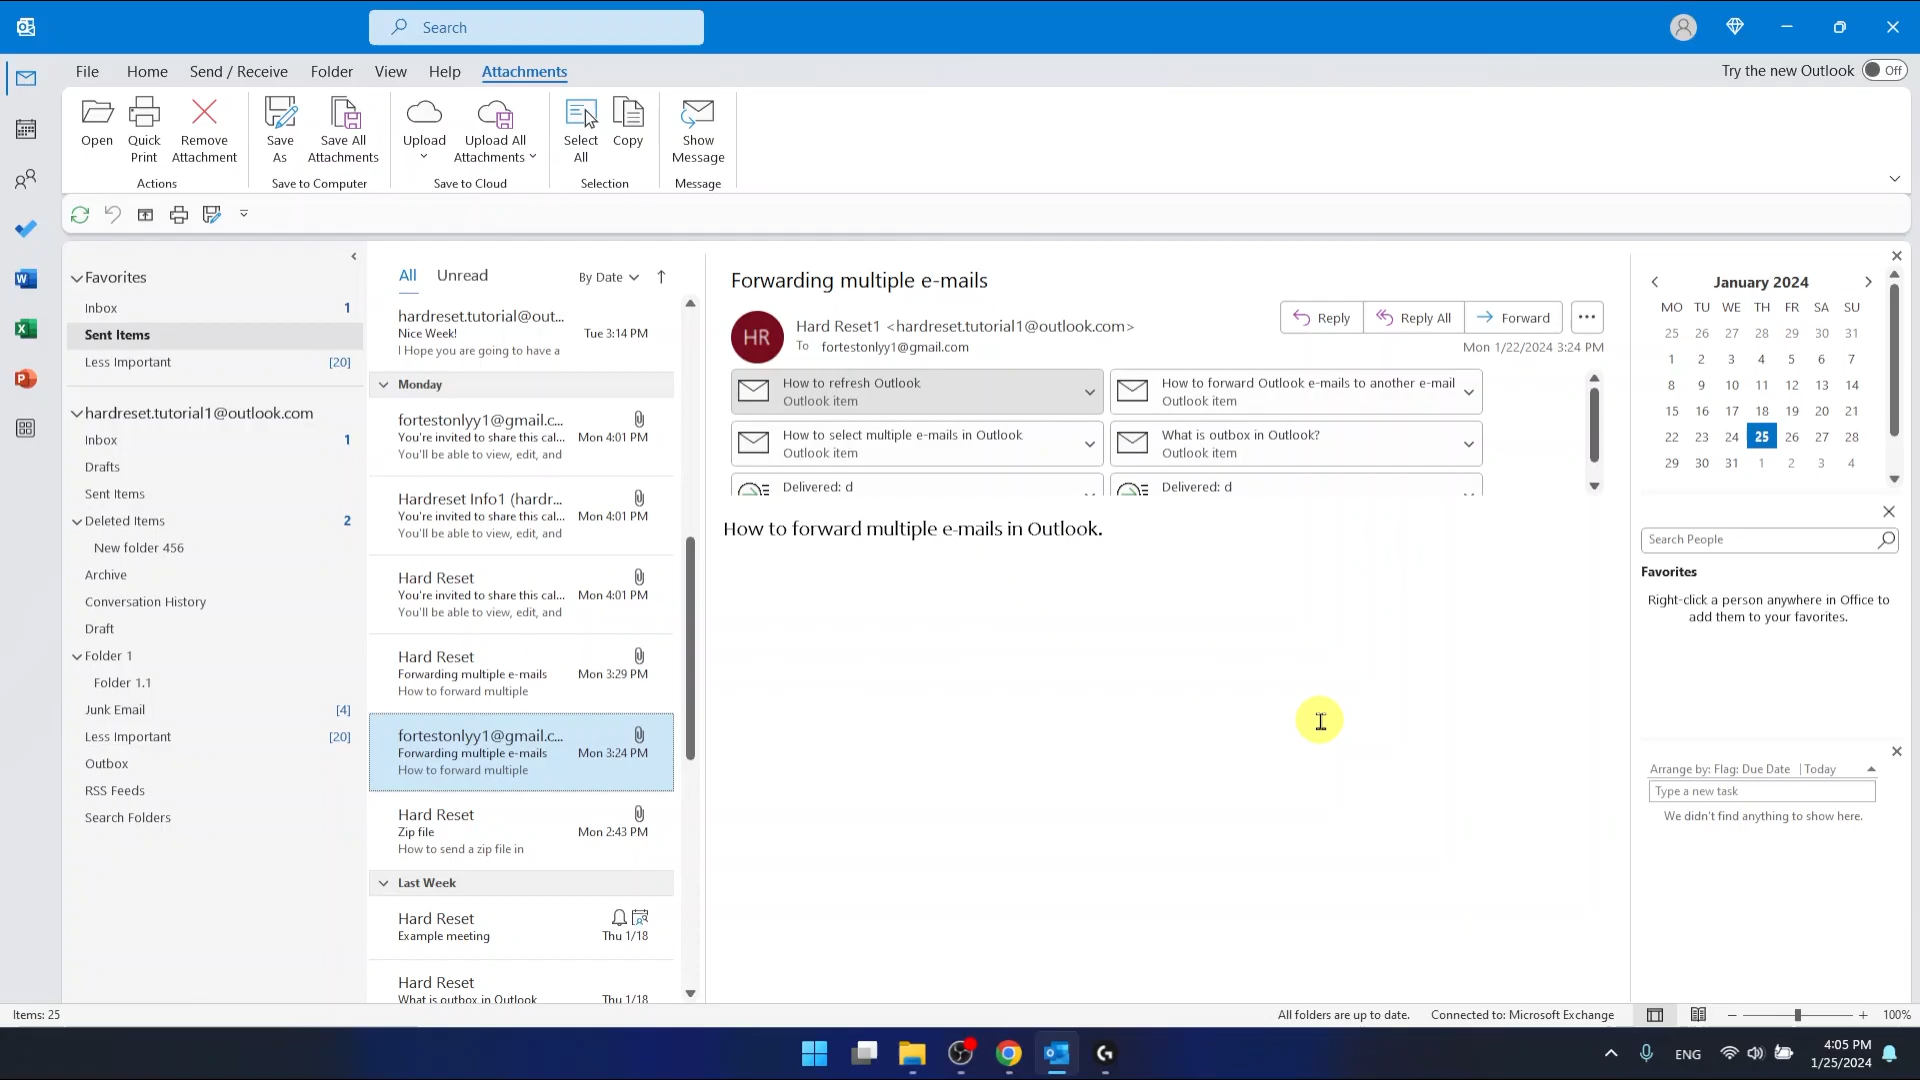 Search
File Home Send / Receive Folder View Help Attachments
Try the new Outlook Off
Open
Quick
Print
Remove
Attachment
Actions
Save
As
Save All
Attachments
Save to Computer
Upload
Upload All
Attachments
Save to Cloud
Select
All
Copy
Selection
Show
Message
Message
Favorites
Inbox 1
Sent Items
Less Important [20]
hardreset.tutorial1@outlook.com
Inbox 1
Drafts
Sent Items
Deleted Items 2
New folder 456
Archive
Conversation History
Draft
Folder 1
Folder 1.1
Junk Email [4]
Less Important [20]
Outbox
RSS Feeds
Search Folders
All Unread By Date
hardreset.tutorial@out...
Nice Week! Tue 3:14 PM
I Hope you are going to have a
Monday
fortestonlyy1@gmail.c...
You're invited to share this cal... Mon 4:01 PM
You'll be able to view, edit, and
Hardreset Info1 (hardr...
You're invited to share this cal... Mon 4:01 PM
You'll be able to view, edit, and
Hard Reset
You're invited to share this cal... Mon 4:01 PM
You'll be able to view, edit, and
Hard Reset
Forwarding multiple e-mails Mon 3:29 PM
How to forward multiple
fortestonlyy1@gmail.c...
Forwarding multiple e-mails Mon 3:24 PM
How to forward multiple
Hard Reset
Zip file Mon 2:43 PM
How to send a zip file in
Last Week
Hard Reset
Example meeting Thu 1/18
Hard Reset
What is outbox in Outlook Thu 1/18
Forwarding multiple e-mails
HR
Hard Reset1 <hardreset.tutorial1@outlook.com>
To fortestonlyy1@gmail.com
Reply Reply All Forward
Mon 1/22/2024 3:24 PM
How to refresh Outlook
Outlook item
How to forward Outlook e-mails to another e-mail
Outlook item
How to select multiple e-mails in Outlook
Outlook item
What is outbox in Outlook?
Outlook item
Delivered: d
Delivered: d
How to forward multiple e-mails in Outlook.
January 2024
MO TU WE TH FR SA SU
25 26 27 28 29 30 31
1 2 3 4 5 6 7
8 9 10 11 12 13 14
15 16 17 18 19 20 21
22 23 24 25 26 27 28
29 30 31 1 2 3 4
Search People
Favorites
Right-click a person anywhere in Office to
add them to your favorites.
Arrange by: Flag: Due Date Today
Type a new task
We didn't find anything to show here.
Items: 25
All folders are up to date. Connected to: Microsoft Exchange 100%
ENG
4:05 PM
1/25/2024